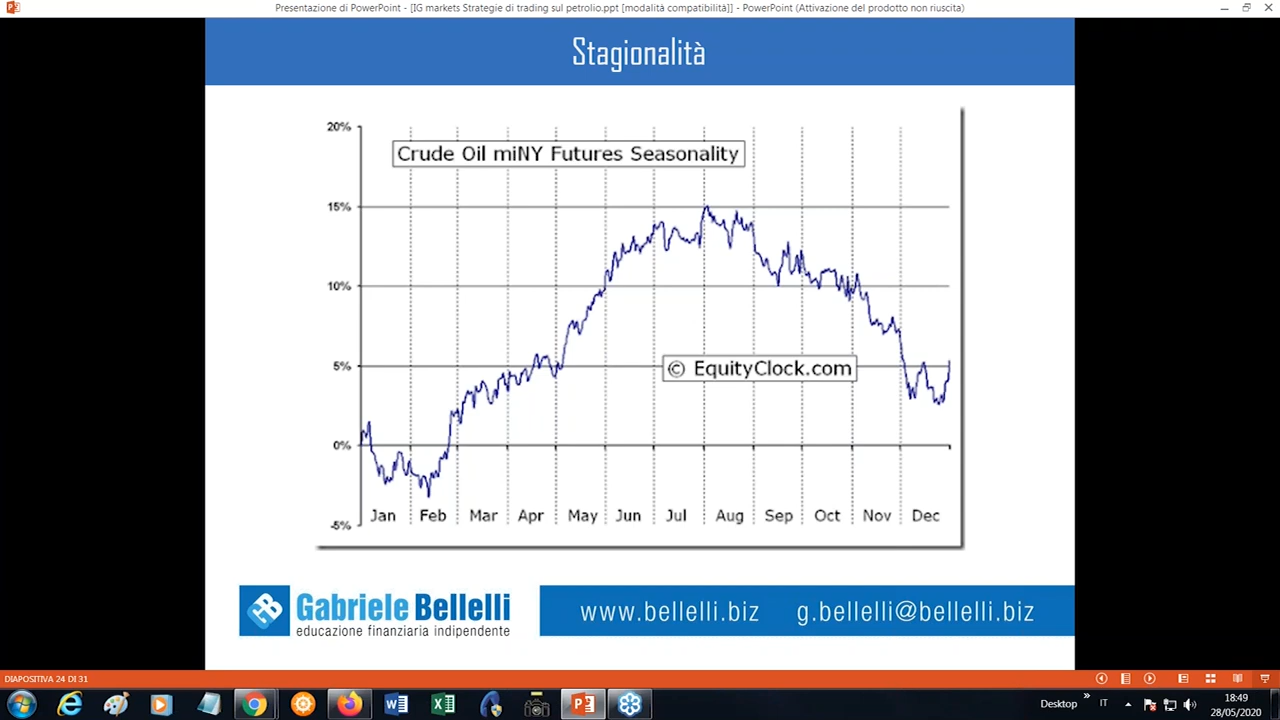 Presentazione di PowerPoint - [IG markets Strategie di trading sul petrolio.ppt [modalità compatibilità]] - PowerPoint (Attivazione del prodotto non riuscita)
Stagionalità
20%
Crude Oil miNY Futures Seasonality
15%
10%
5%
© EquityClock.com
0%
-5%
Jan Feb Mar Apr May Jun Jul Aug Sep Oct Nov Dec
HB
Gabriele Bellelli
educazione finanziaria indipendente
www.bellelli.biz g.bellelli@bellelli.biz
DIAPOSITIVA 24 DI 31
Desktop » IT 18:49
28/05/2020